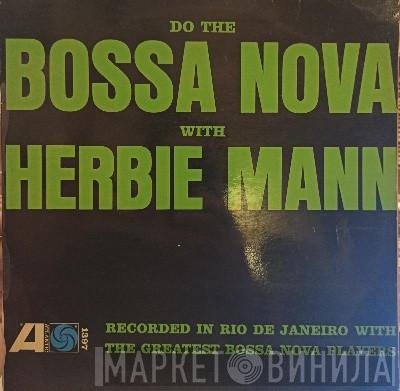 DO THE
BOSSA NOVA
WITH
HERBIE MANN
A
ATLANTIC
1397
RECORDED IN RIO DE JANEIRO WITH
THE GREATEST BOSSA NOVA PLAYERS
МАРКЕТ ВИНИЛА